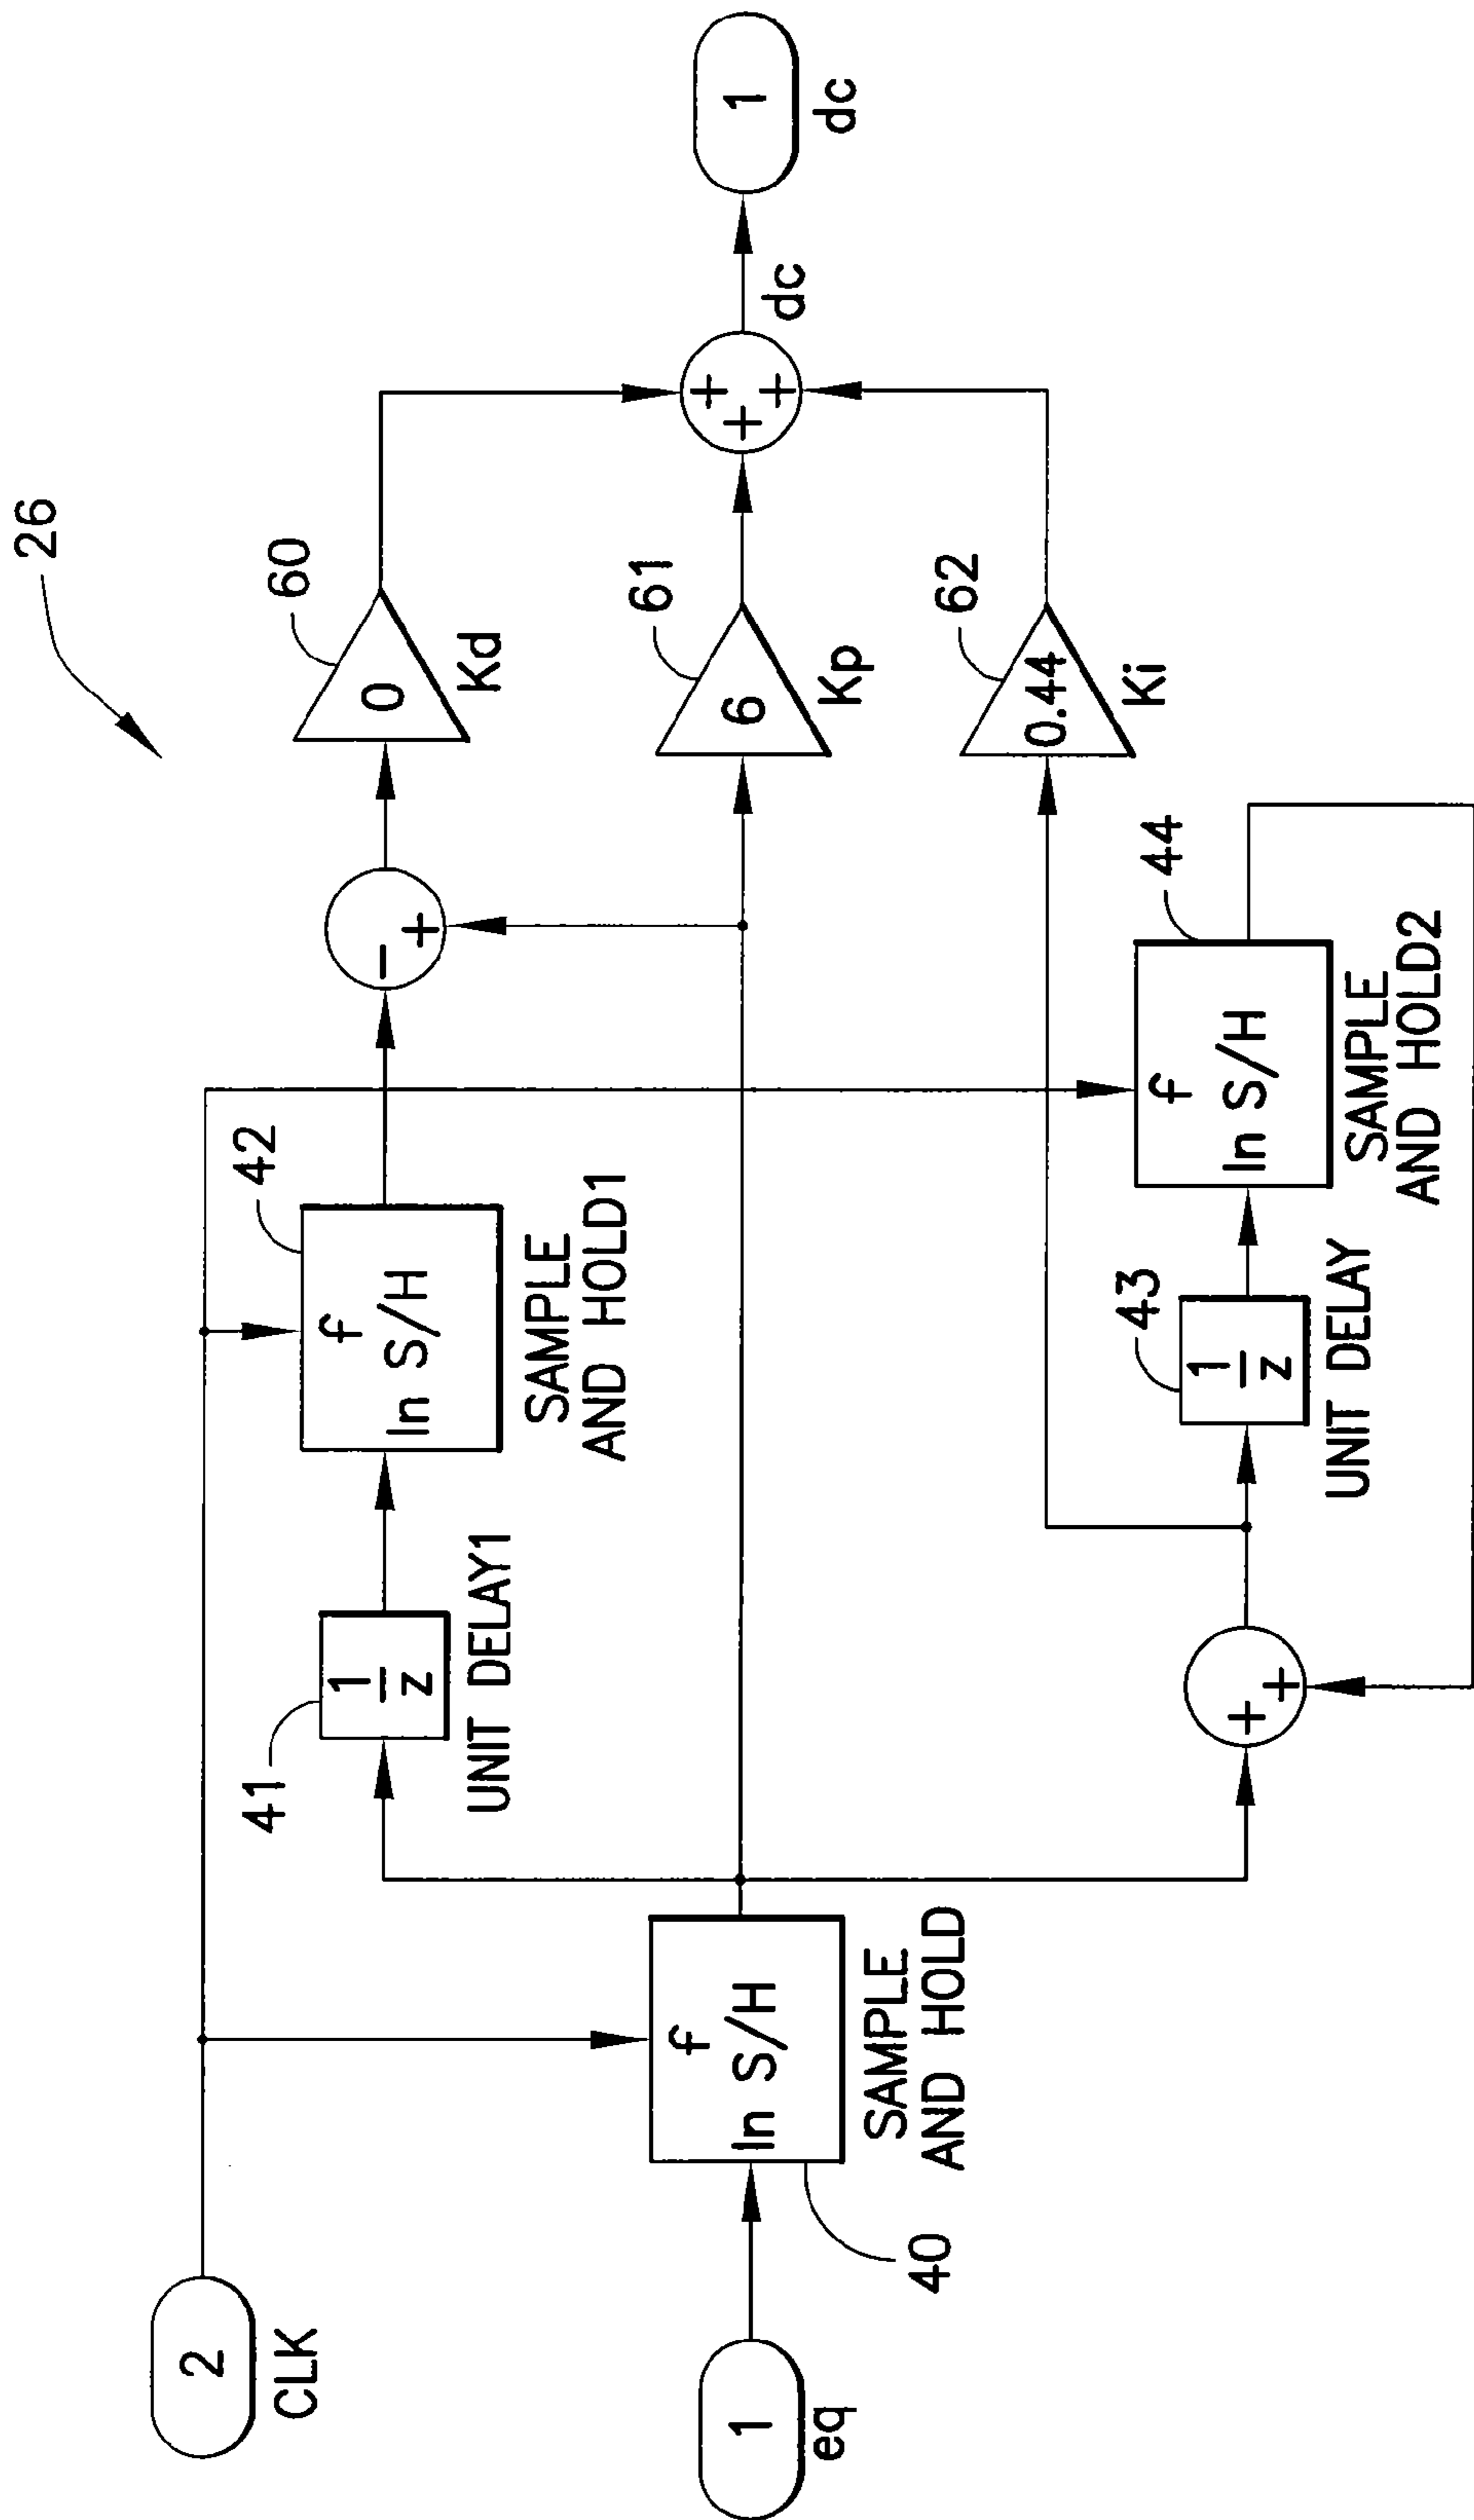 26
2
CLK
41
1
z
UNIT DELAY1
42
f
In S/H
SAMPLE
AND HOLD1
-
+
60
0
Kd
1
eq
40
f
In S/H
SAMPLE
AND HOLD
61
6
Kp
+
+
+
dc
1
dc
62
0.44
Ki
+
+
43
1
z
UNIT DELAY
44
f
In S/H
SAMPLE
AND HOLD2